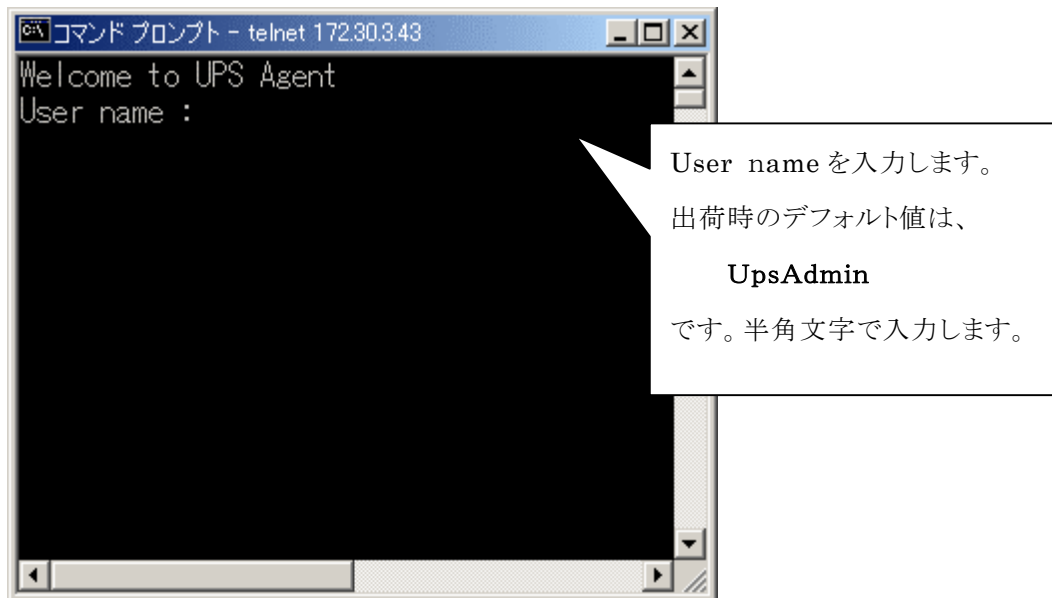 コマンド プロンプト - telnet 172.30.3.43
Welcome to UPS Agent
User name :
User name を入力します。
出荷時のデフォルト値は、
UpsAdmin
です。半角文字で入力します。